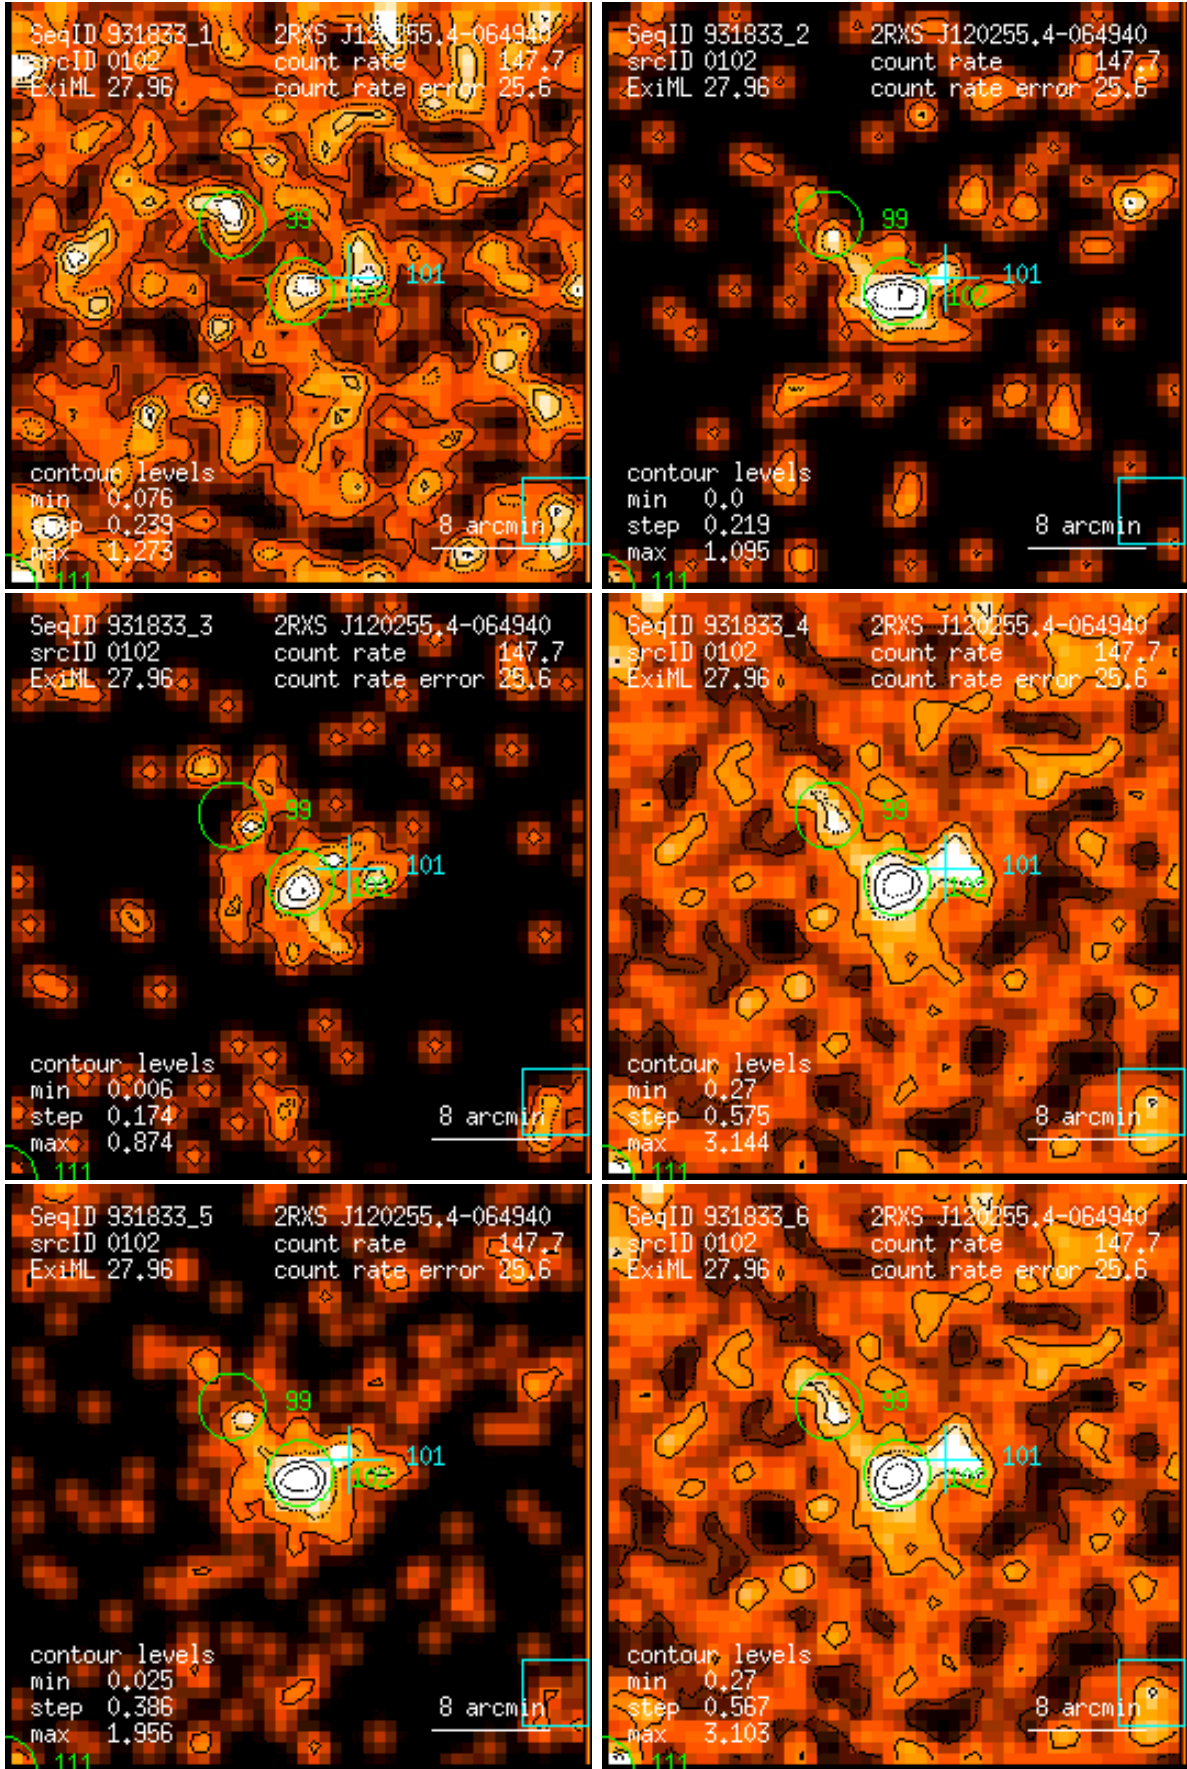 SeqID 931833_1 2RXS J120255.4-064940
srcID 0102 count rate 147.7
ExiML 27.96 count rate error 25.6
99
101
102
contour levels
min 0.076
step 0.239
max 1.273
8 arcmin
111
SeqID 931833_2 2RXS J120255.4-064940
srcID 0102 count rate 147.7
ExiML 27.96 count rate error 25.6
99
101
102
contour levels
min 0.0
step 0.219
max 1.095
8 arcmin
111
SeqID 931833_3 2RXS J120255.4-064940
srcID 0102 count rate 147.7
ExiML 27.96 count rate error 25.6
99
101
102
contour levels
min 0.006
step 0.174
max 0.874
8 arcmin
111
SeqID 931833_4 2RXS J120255.4-064940
srcID 0102 count rate 147.7
ExiML 27.96 count rate error 25.6
99
101
102
contour levels
min 0.27
step 0.575
max 3.144
8 arcmin
111
SeqID 931833_5 2RXS J120255.4-064940
srcID 0102 count rate 147.7
ExiML 27.96 count rate error 25.6
99
101
102
contour levels
min 0.025
step 0.386
max 1.956
8 arcmin
111
SeqID 931833_6 2RXS J120255.4-064940
srcID 0102 count rate 147.7
ExiML 27.96 count rate error 25.6
99
101
102
contour levels
min 0.27
step 0.567
max 3.103
8 arcmin
111